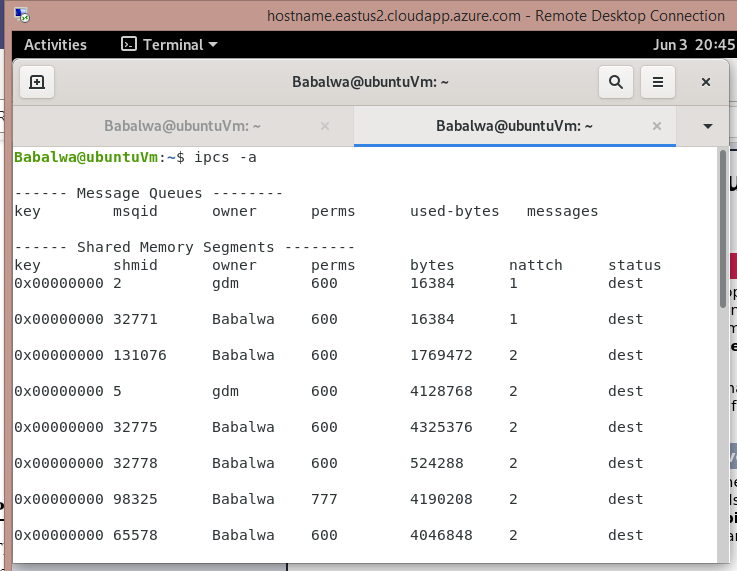 hostname.eastus2.cloudapp.azure.com - Remote Desktop Connection
Activities Terminal Jun 3 20:45
Babalwa@ubuntuVm: ~
Babalwa@ubuntuVm: ~ × Babalwa@ubuntuVm: ~ ×
Babalwa@ubuntuVm:~$ ipcs -a
------ Message Queues --------
key msqid owner perms used-bytes messages
------ Shared Memory Segments --------
key shmid owner perms bytes nattch status
0x00000000 2 gdm 600 16384 1 dest
0x00000000 32771 Babalwa 600 16384 1 dest
0x00000000 131076 Babalwa 600 1769472 2 dest
0x00000000 5 gdm 600 4128768 2 dest
0x00000000 32775 Babalwa 600 4325376 2 dest
0x00000000 32778 Babalwa 600 524288 2 dest
0x00000000 98325 Babalwa 777 4190208 2 dest
0x00000000 65578 Babalwa 600 4046848 2 dest